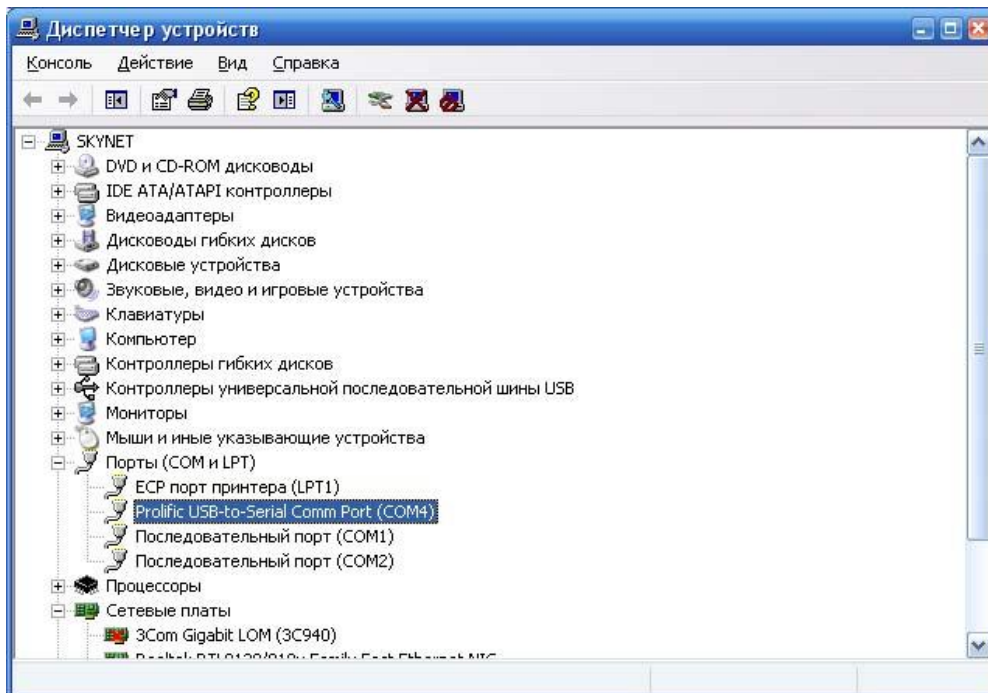 Диспетчер устройств
Консоль Действие Вид Справка
SKYNET
DVD и CD-ROM дисководы
IDE ATA/ATAPI контроллеры
Видеоадаптеры
Дисководы гибких дисков
Дисковые устройства
Звуковые, видео и игровые устройства
Клавиатуры
Компьютер
Контроллеры гибких дисков
Контроллеры универсальной последовательной шины USB
Мониторы
Мыши и иные указывающие устройства
Порты (COM и LPT)
ECP порт принтера (LPT1)
Prolific USB-to-Serial Comm Port (COM4)
Последовательный порт (COM1)
Последовательный порт (COM2)
Процессоры
Сетевые платы
3Com Gigabit LOM (3C940)